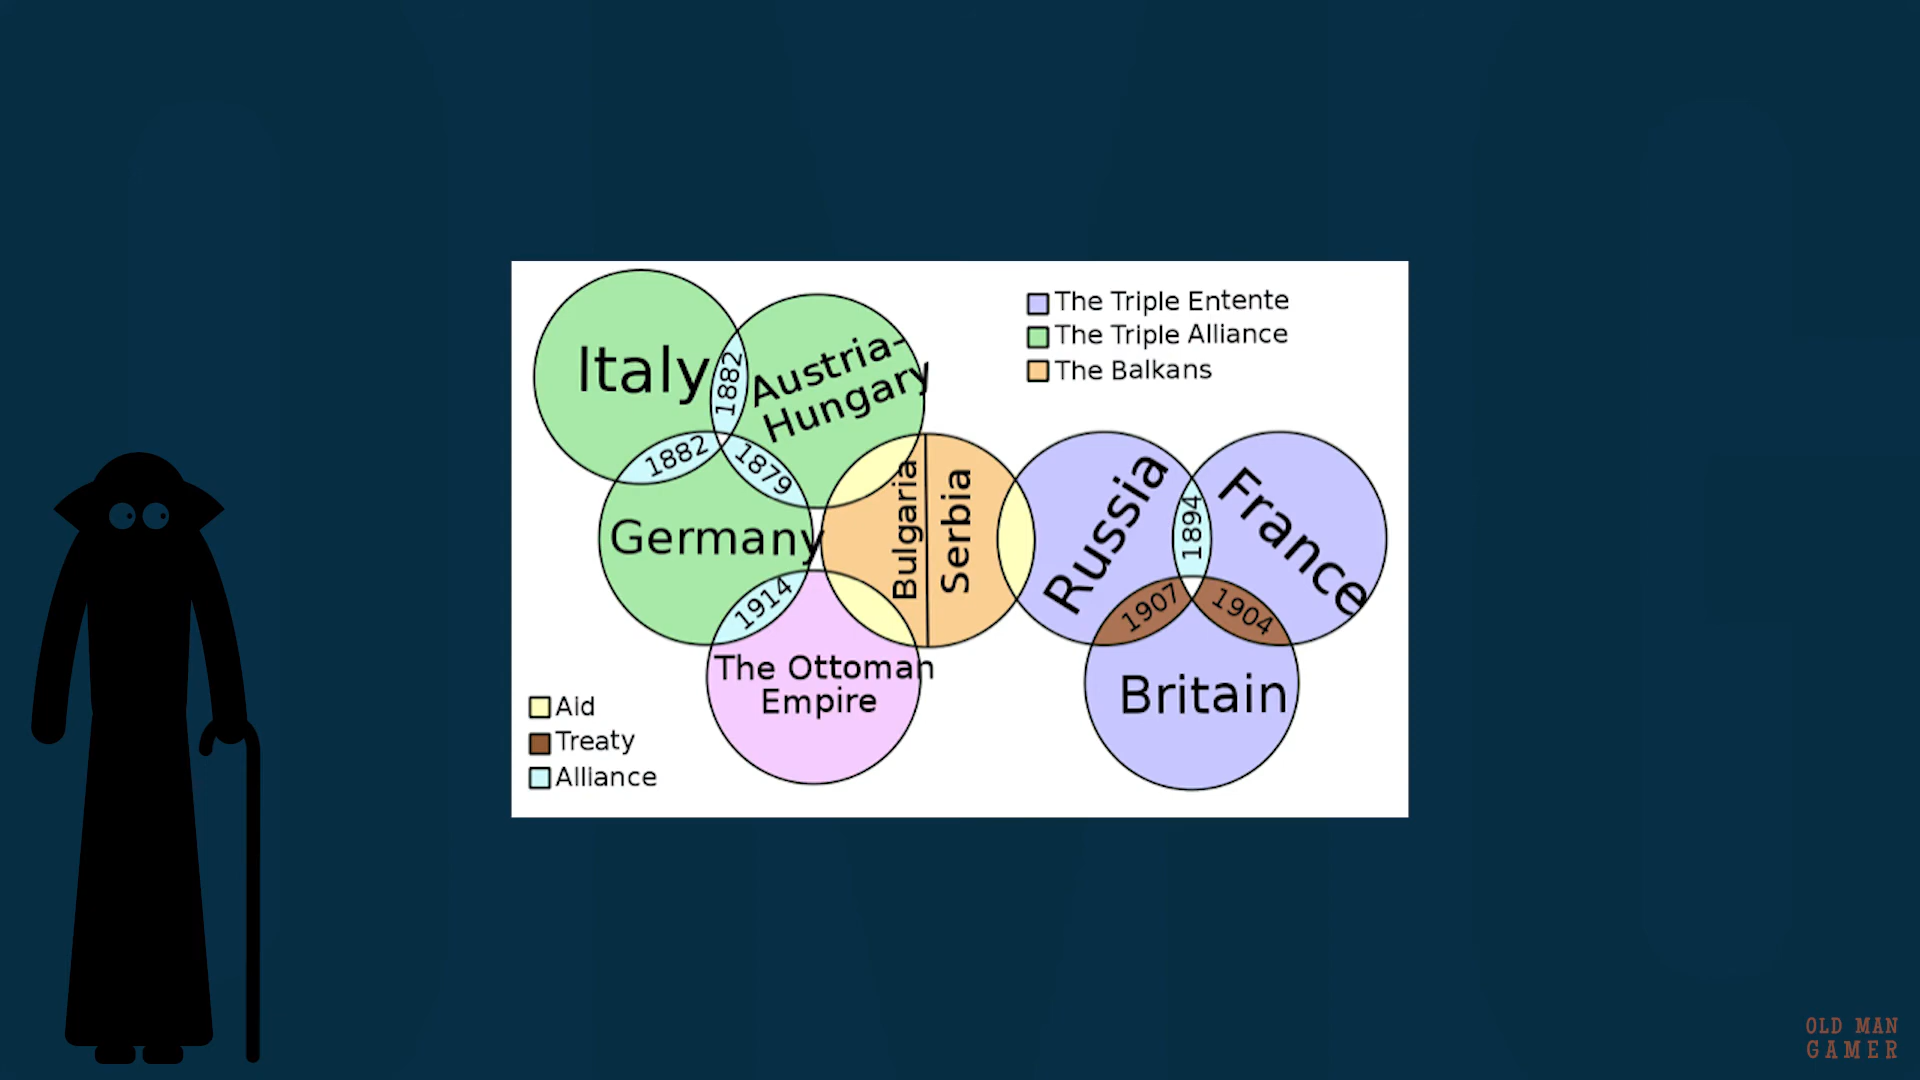 Italy
1882
Austria-
Hungary
1882
1879
Germany
1914
The Ottoman
Empire
Bulgaria
Serbia
The Triple Entente
The Triple Alliance
The Balkans
Russia
1894
France
1907
1904
Britain
Aid
Treaty
Alliance
OLD MAN
GAMER